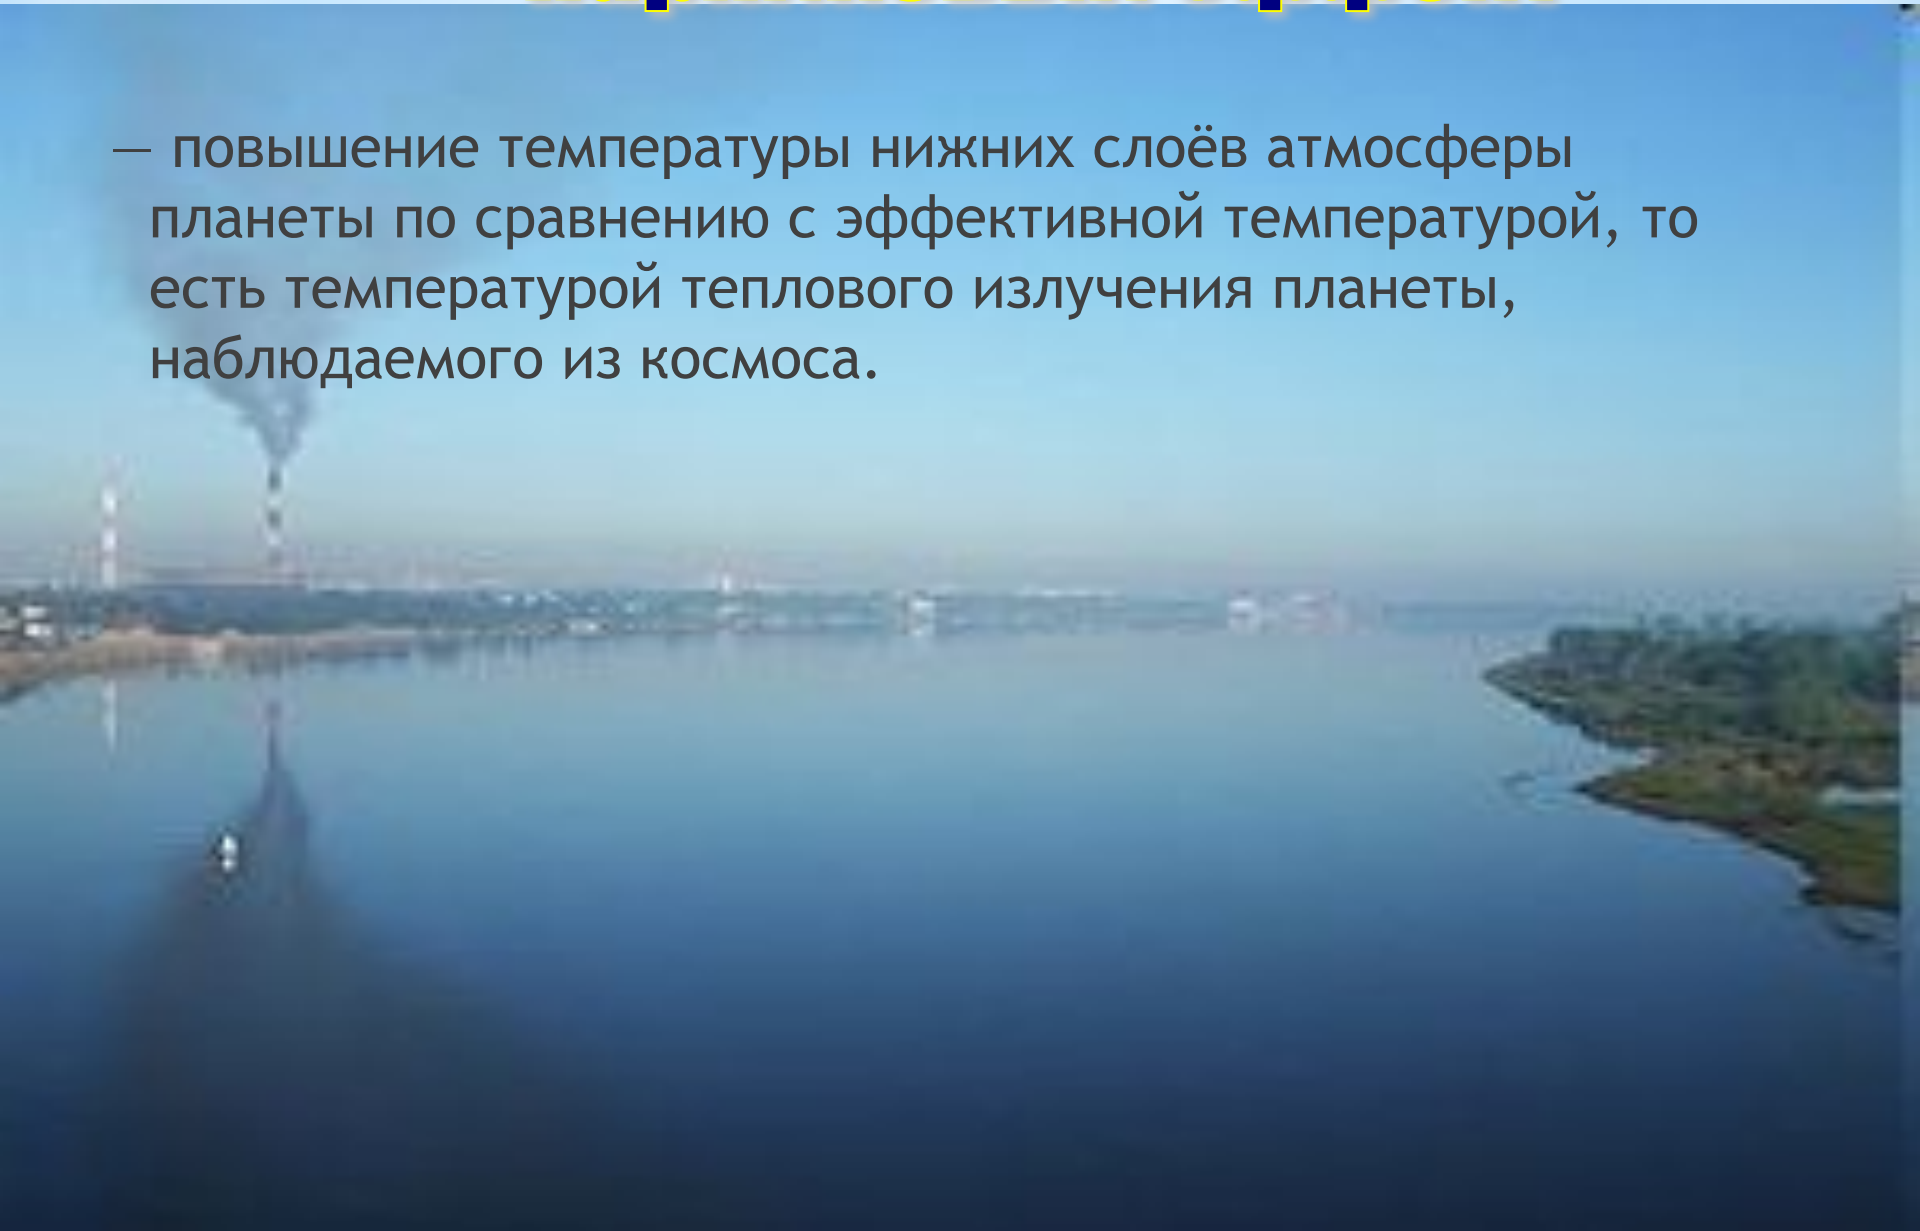 — повышение температуры нижних слоёв атмосферы
планеты по сравнению с эффективной температурой, то
есть температурой теплового излучения планеты,
наблюдаемого из космоса.